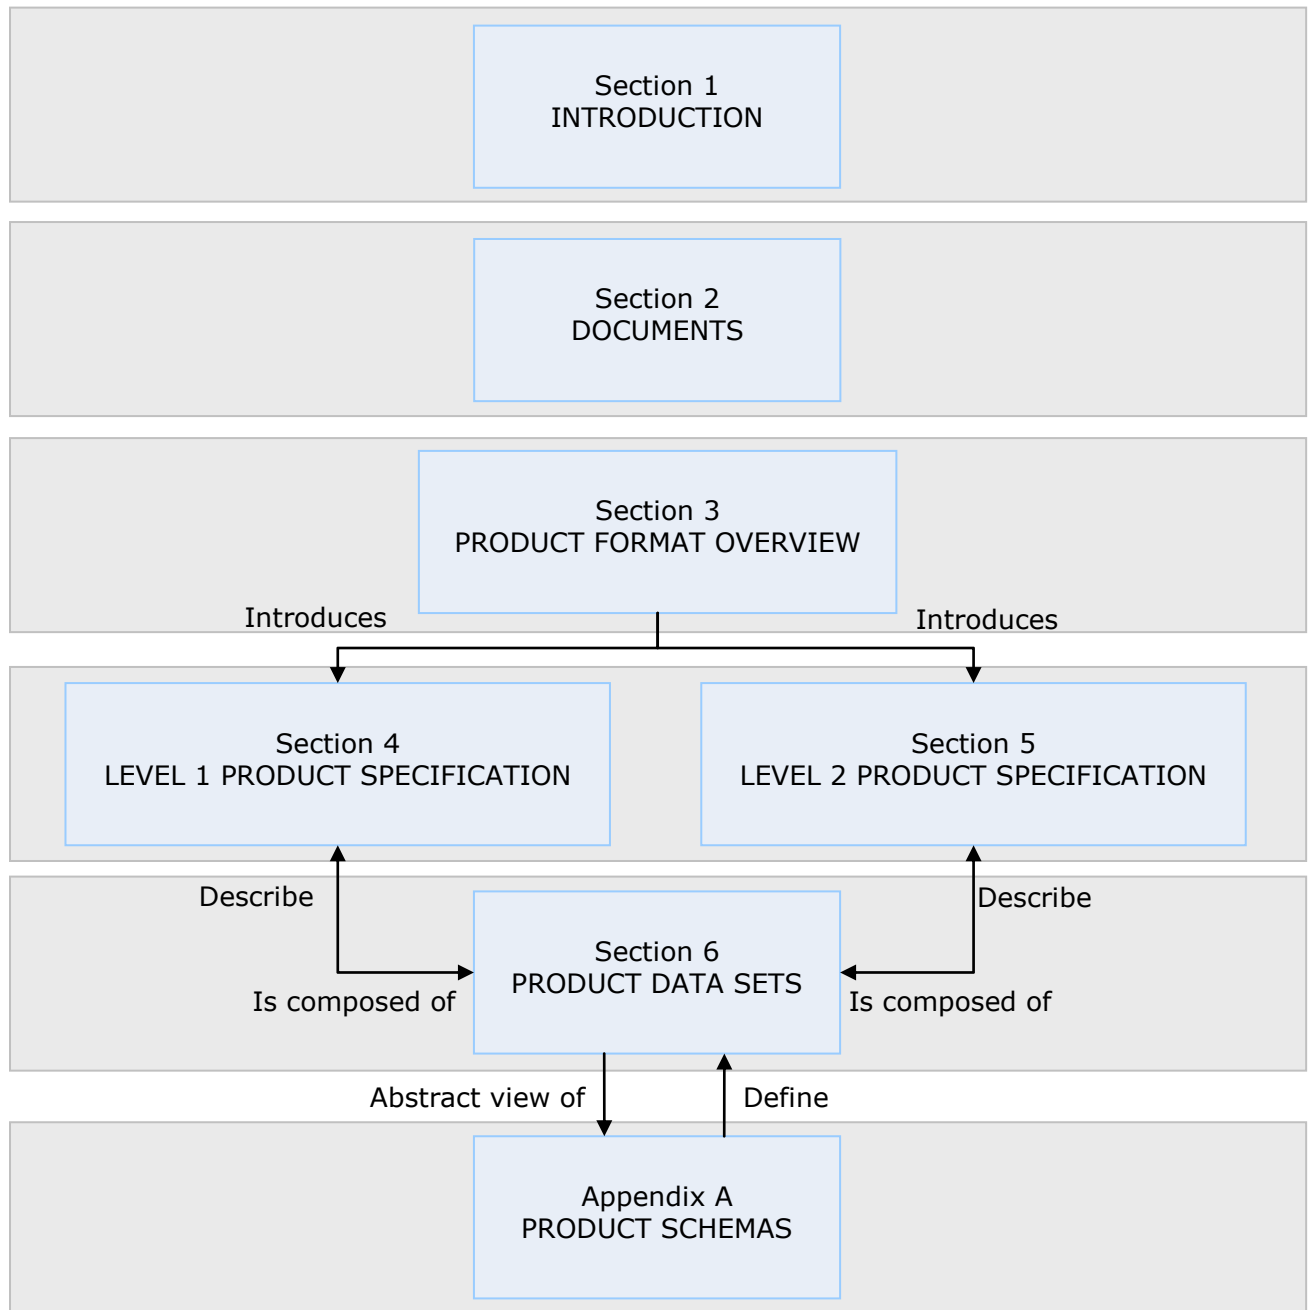 Section 1
INTRODUCTION
Section 2
DOCUMENTS
Section 3
PRODUCT FORMAT OVERVIEW
Introduces
Introduces
Section 4
LEVEL 1 PRODUCT SPECIFICATION
Section 5
LEVEL 2 PRODUCT SPECIFICATION
Describe
Describe
Section 6
PRODUCT DATA SETS
Is composed of
Is composed of
Abstract view of
Define
Appendix A
PRODUCT SCHEMAS